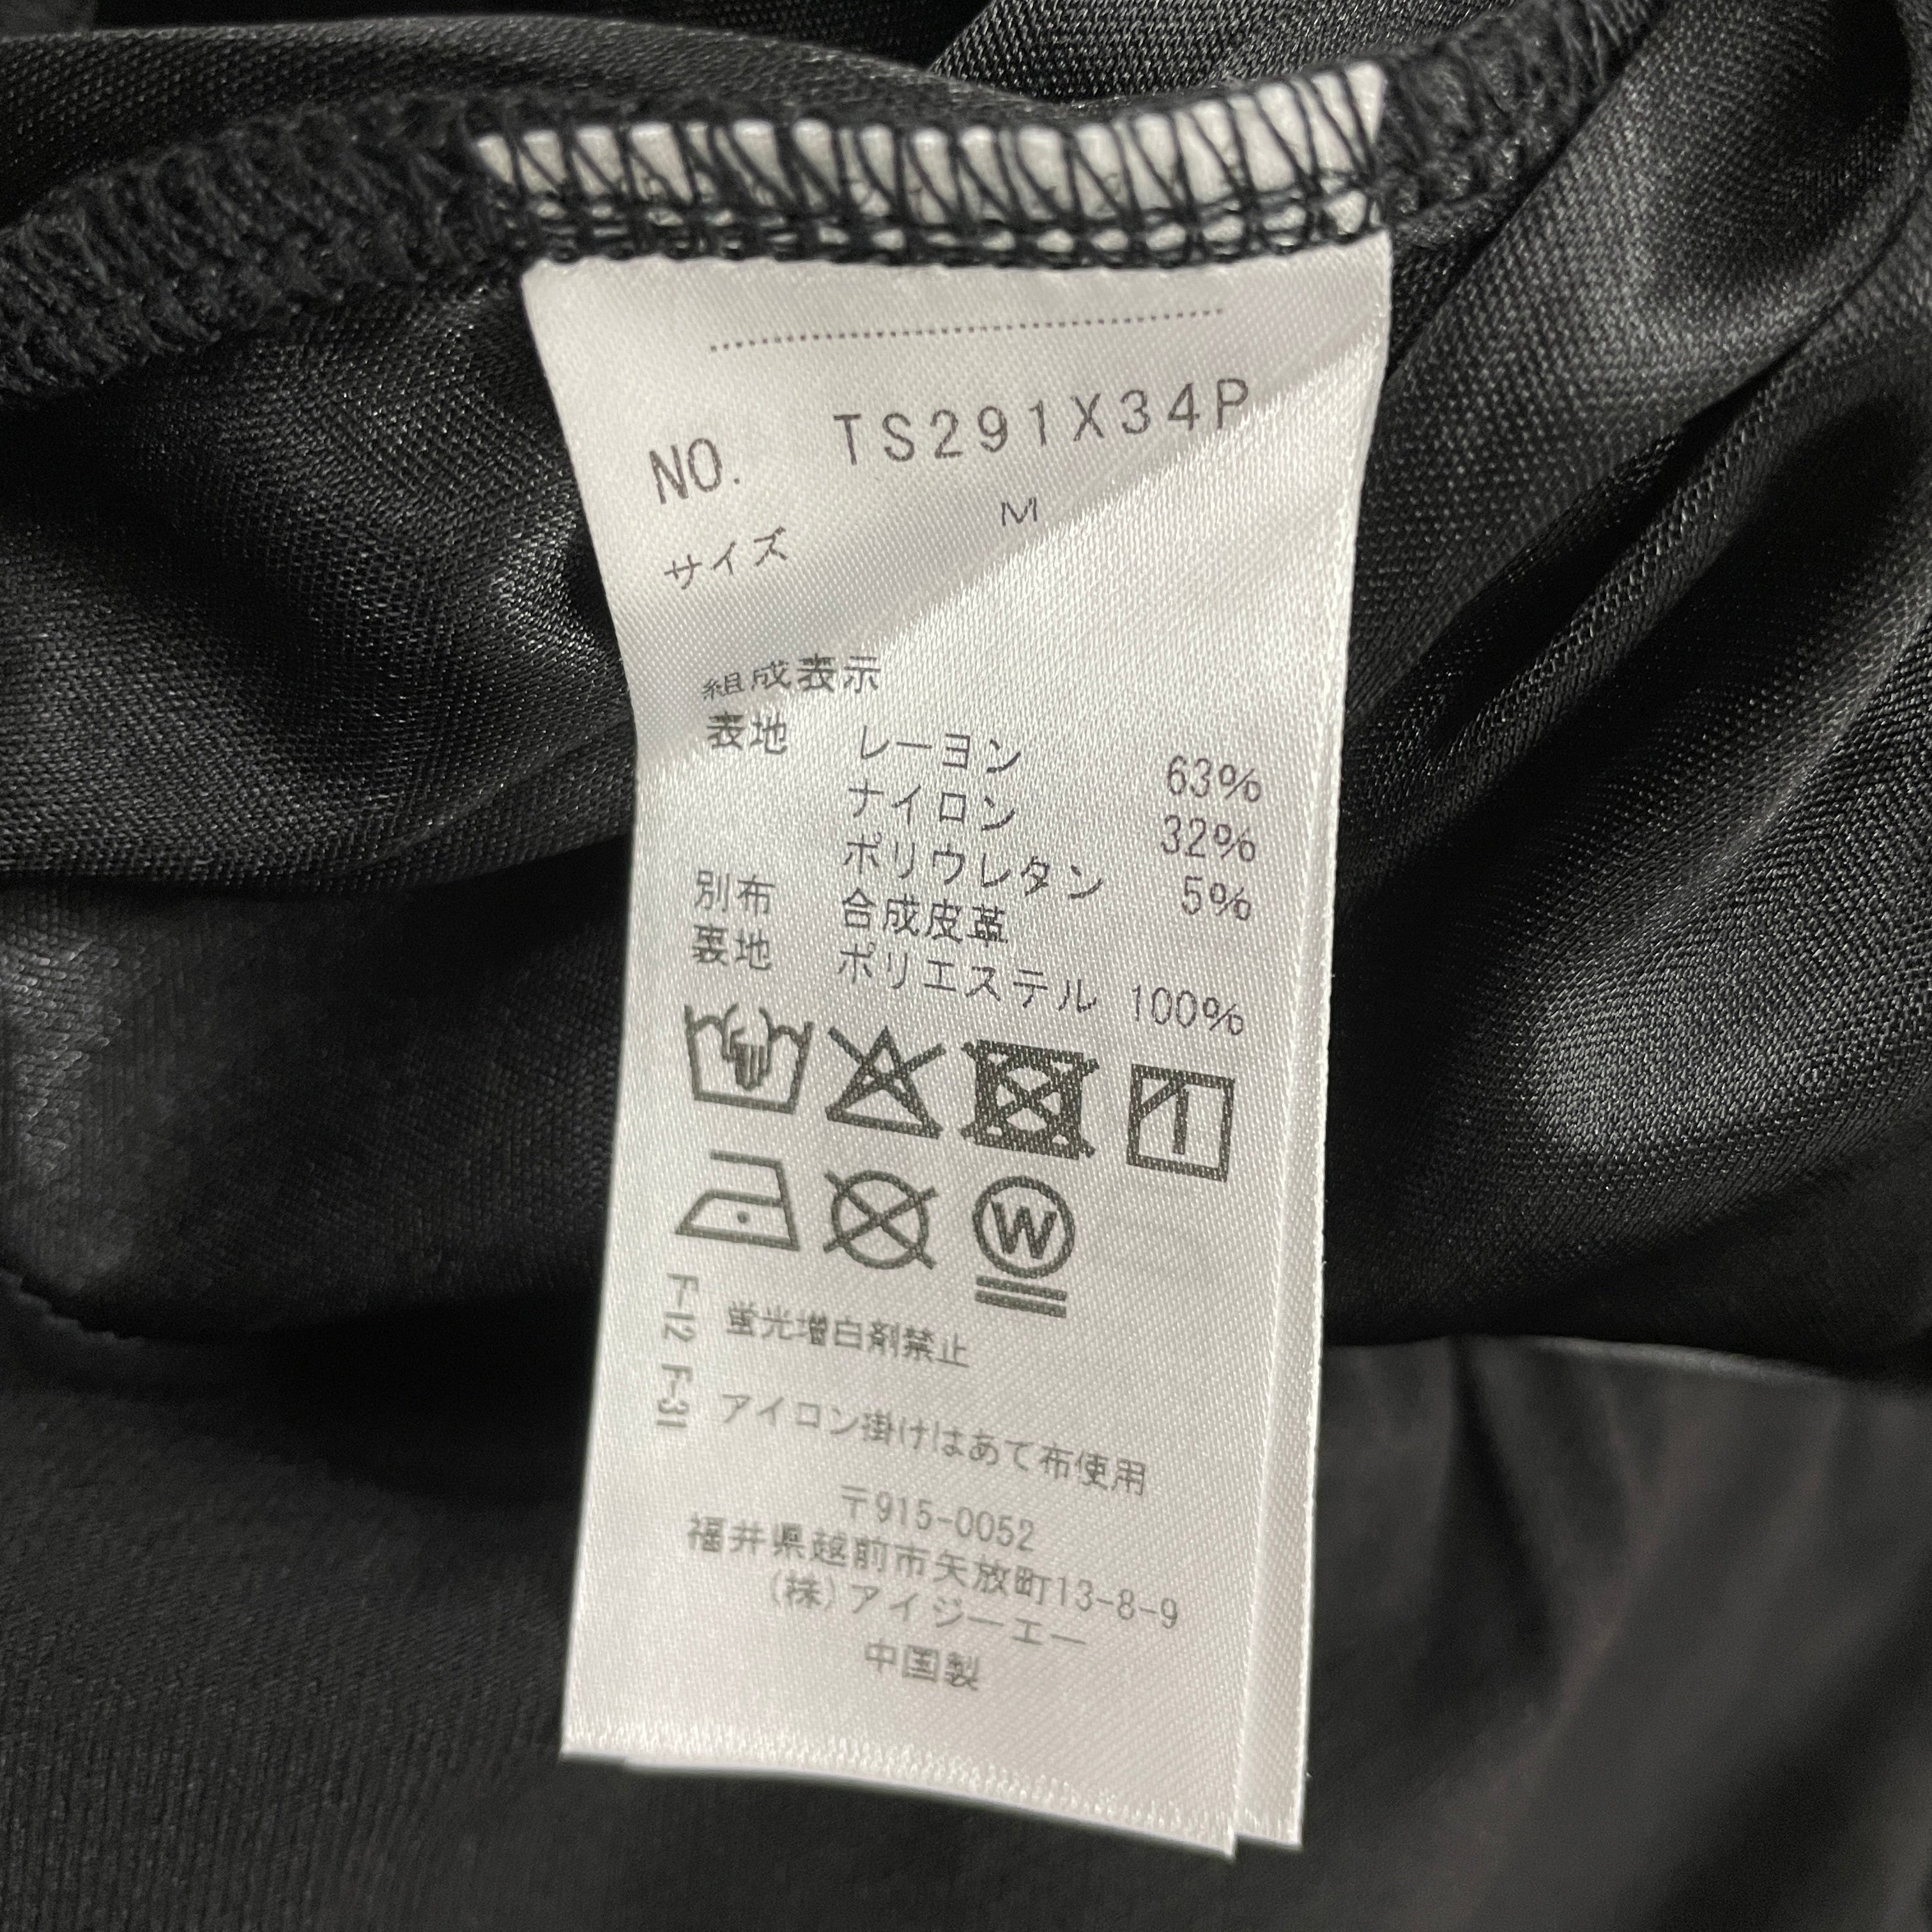 NO. TS291X34P
サイズ M
組成表示
表地 レーヨン 63%
ナイロン 32%
ポリウレタン 5%
別布 合成皮革
裏地 ポリエステル 100%
W
F-12 蛍光増白剤禁止
F-31 アイロン掛けはあて布使用
〒915-0052
福井県越前市矢放町13-8-9
(株)アイジーエー
中国製